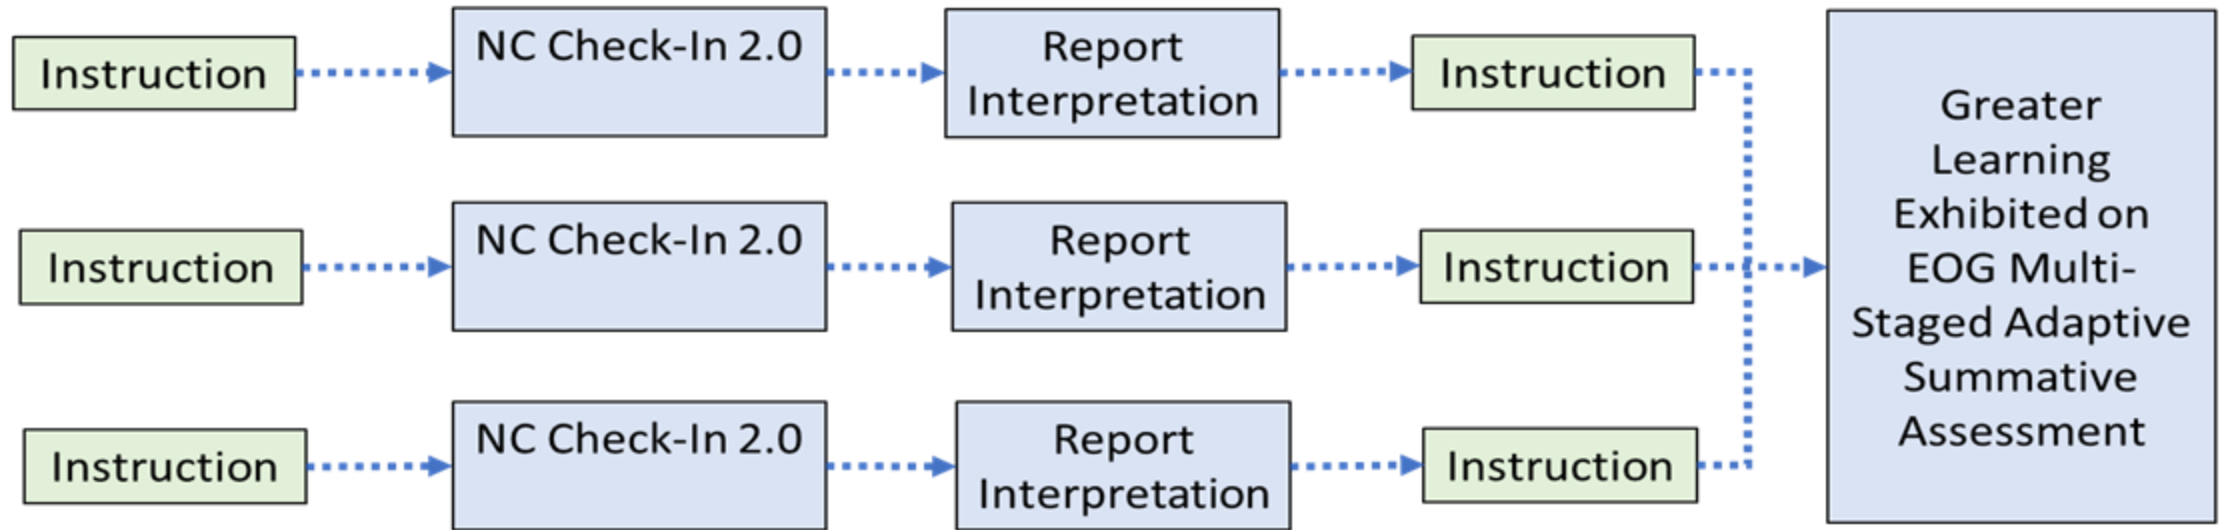 Instruction
NC Check-In 2.0
Report
Interpretation
Instruction
Instruction
NC Check-In 2.0
Report
Interpretation
Instruction
Instruction
NC Check-In 2.0
Report
Interpretation
Instruction
Greater
Learning
Exhibited on
EOG Multi-
Staged Adaptive
Summative
Assessment